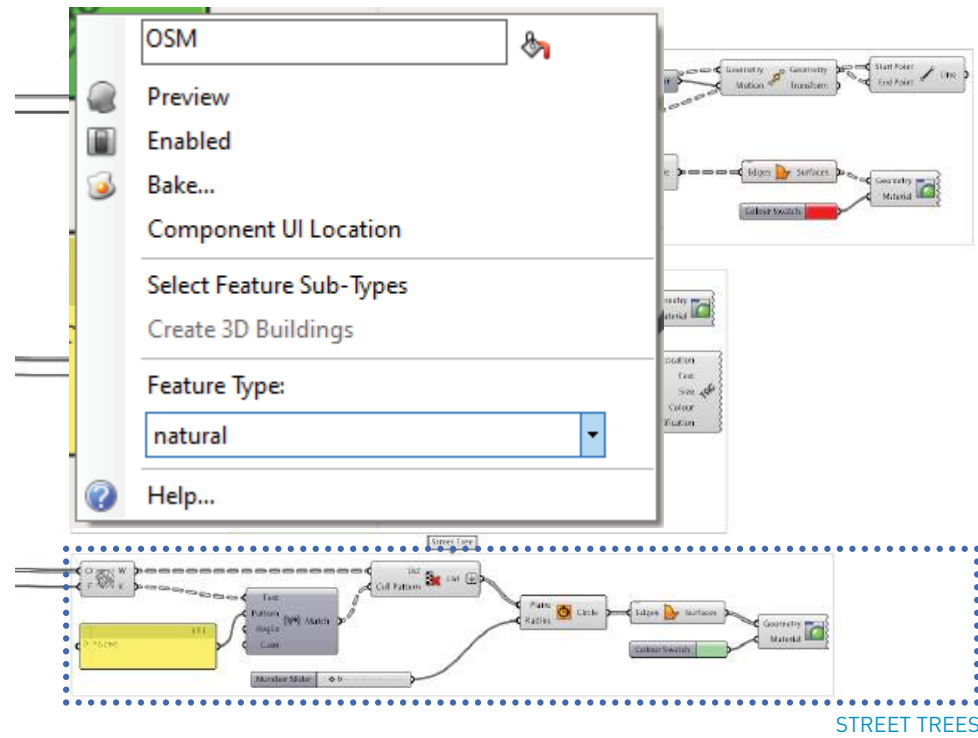 OSM
Preview
Enabled
Bake...
Component UI Location
Select Feature Sub-Types
Create 3D Buildings
Feature Type:
natural
Help...
Geometry Geometry
Motion Transform
Start Point
End Point
Edges Surfaces
Geometry
Material
Colour Swatch
Text
Size
TAG
Colour
Street Tree
O W
F K
List List
Cull Pattern
Text
Pattern Match
RegEx
Case
Plane Circle
Radius
Edges Surfaces
Geometry
Material
Colour Swatch
Number Slider
STREET TREES